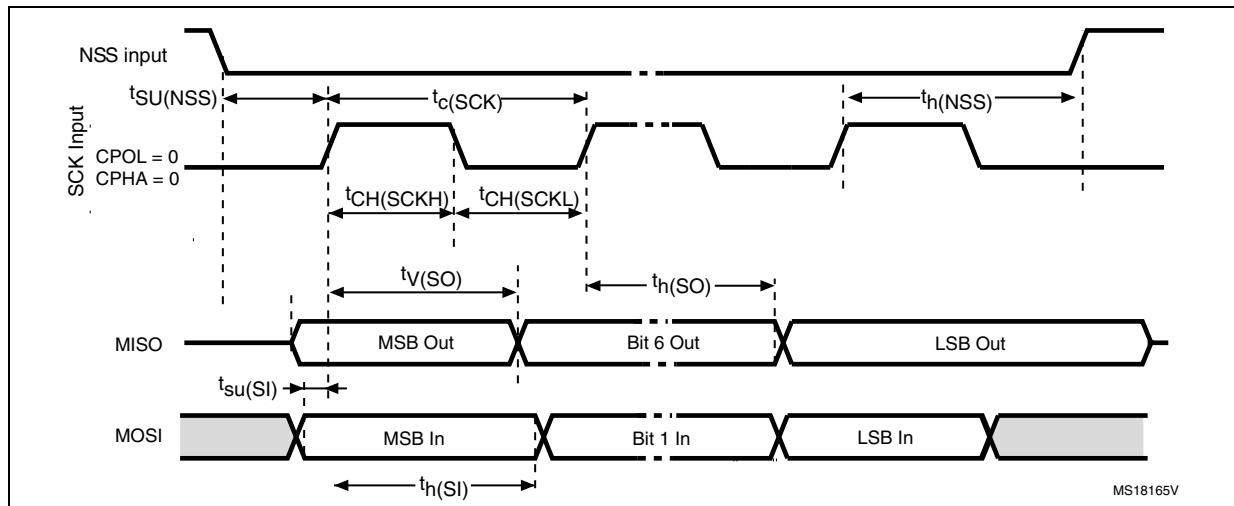 NSS input
tSU(NSS)
tc(SCK)
th(NSS)
SCK Input
CPOL = 0
CPHA = 0
tCH(SCKH)
tCH(SCKL)
tV(SO)
th(SO)
MISO
MSB Out
Bit 6 Out
LSB Out
tsu(SI)
MOSI
MSB In
Bit 1 In
LSB In
th(SI)
MS18165V